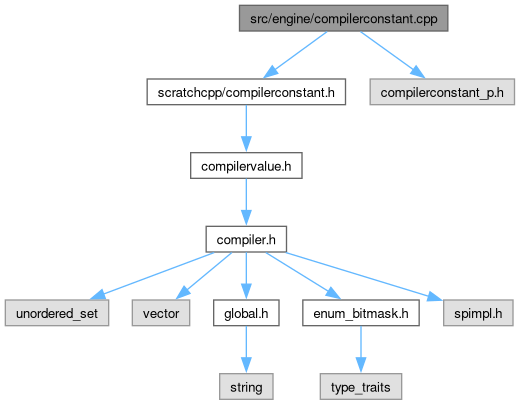 src/engine/compilerconstant.cpp
scratchcpp/compilerconstant.h
compilerconstant_p.h
compilervalue.h
compiler.h
unordered_set
vector
global.h
enum_bitmask.h
spimpl.h
string
type_traits